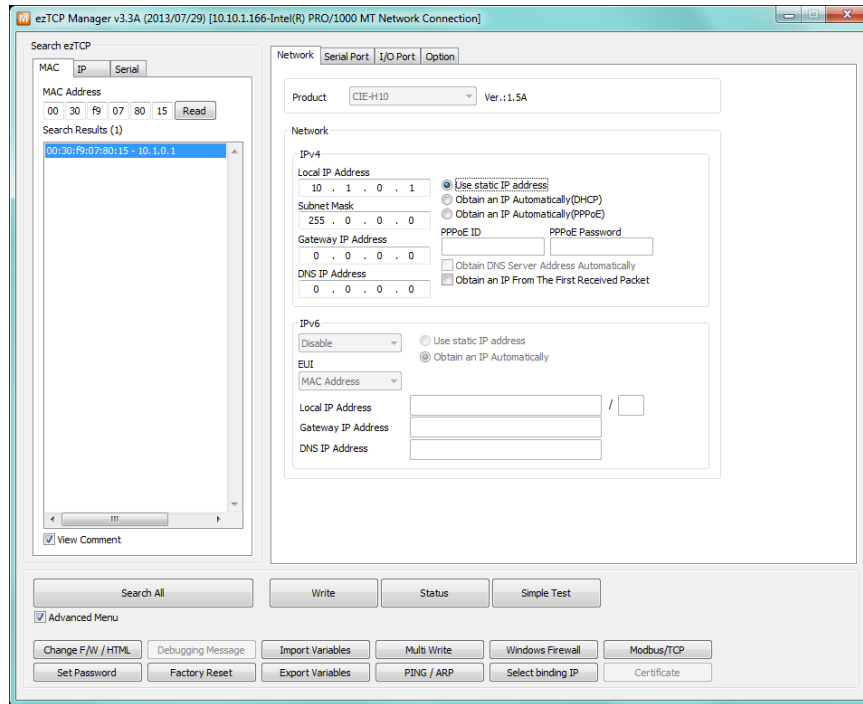 ezTCP Manager v3.3A (2013/07/29) [10.10.1.166-Intel(R) PRO/1000 MT Network Connection]
Search ezTCP
MAC IP Serial
MAC Address
00 30 f9 07 80 15 Read
Search Results (1)
00:30:f9:07:80:15 - 10.1.0.1
View Comment
Network Serial Port I/O Port Option
Product CIE-H10 Ver.:1.5A
Network
IPv4
Local IP Address
10 . 1 . 0 . 1 Use static IP address
Obtain an IP Automatically(DHCP)
Subnet Mask
Obtain an IP Automatically(PPPoE)
255 . 0 . 0 . 0
PPPoE ID PPPoE Password
Gateway IP Address
0 . 0 . 0 . 0
Obtain DNS Server Address Automatically
DNS IP Address
Obtain an IP From The First Received Packet
0 . 0 . 0 . 0
IPv6
Disable Use static IP address
Obtain an IP Automatically
EUI
MAC Address
Local IP Address /
Gateway IP Address
DNS IP Address
Search All Write Status Simple Test
Advanced Menu
Change F/W / HTML Debugging Message Import Variables Multi Write Windows Firewall Modbus/TCP
Set Password Factory Reset Export Variables PING / ARP Select binding IP Certificate